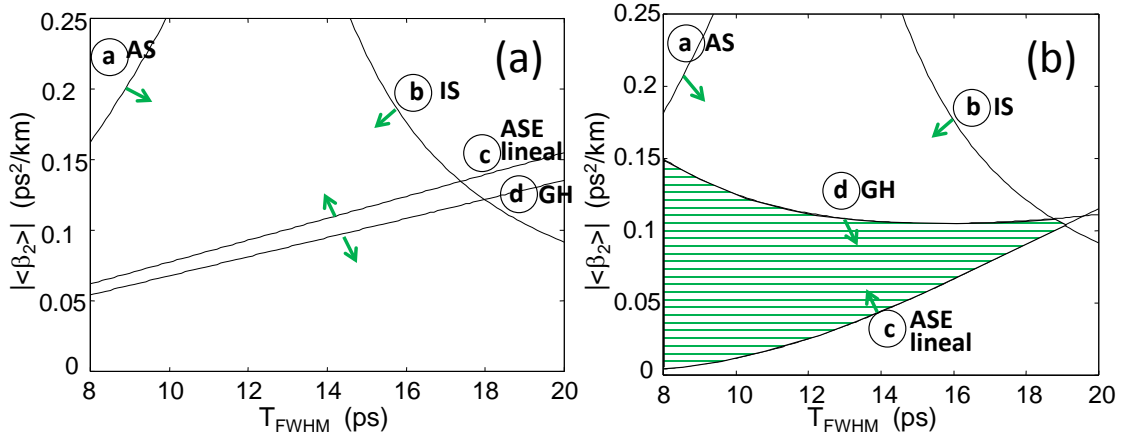 0.25
0.2
0.15
0.1
0.05
0
|<β2>| (ps²/km)
a AS
b IS
(a)
ASE
c lineal
d GH
8 10 12 14 16 18 20
T_FWHM (ps)
0.25
0.2
0.15
0.1
0.05
0
|<β2>| (ps²/km)
a AS
(b)
b IS
d GH
c ASE
lineal
8 10 12 14 16 18 20
T_FWHM (ps)